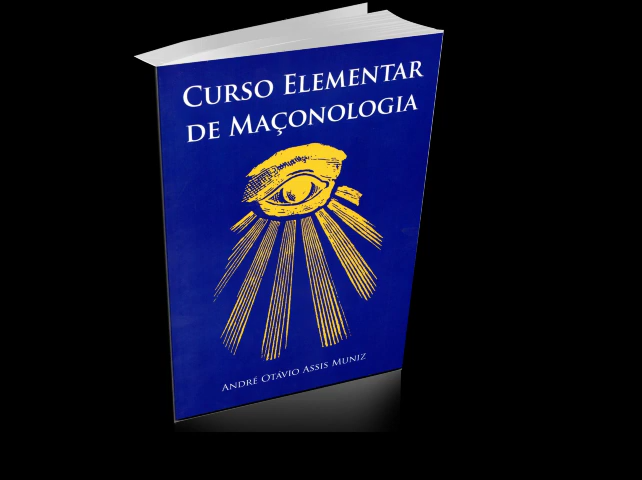 Curso Elementar
de Maçonologia
André Otávio Assis Muniz